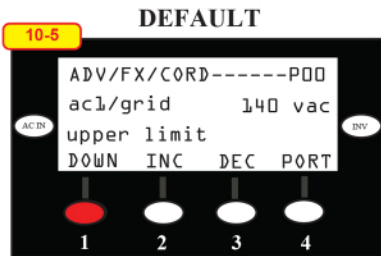 DEFAULT
10-5
ADV/FX/CORD------P00
ac1/grid 140 vac
upper limit
DOWN INC DEC PORT
AC IN
INV
1 2 3 4